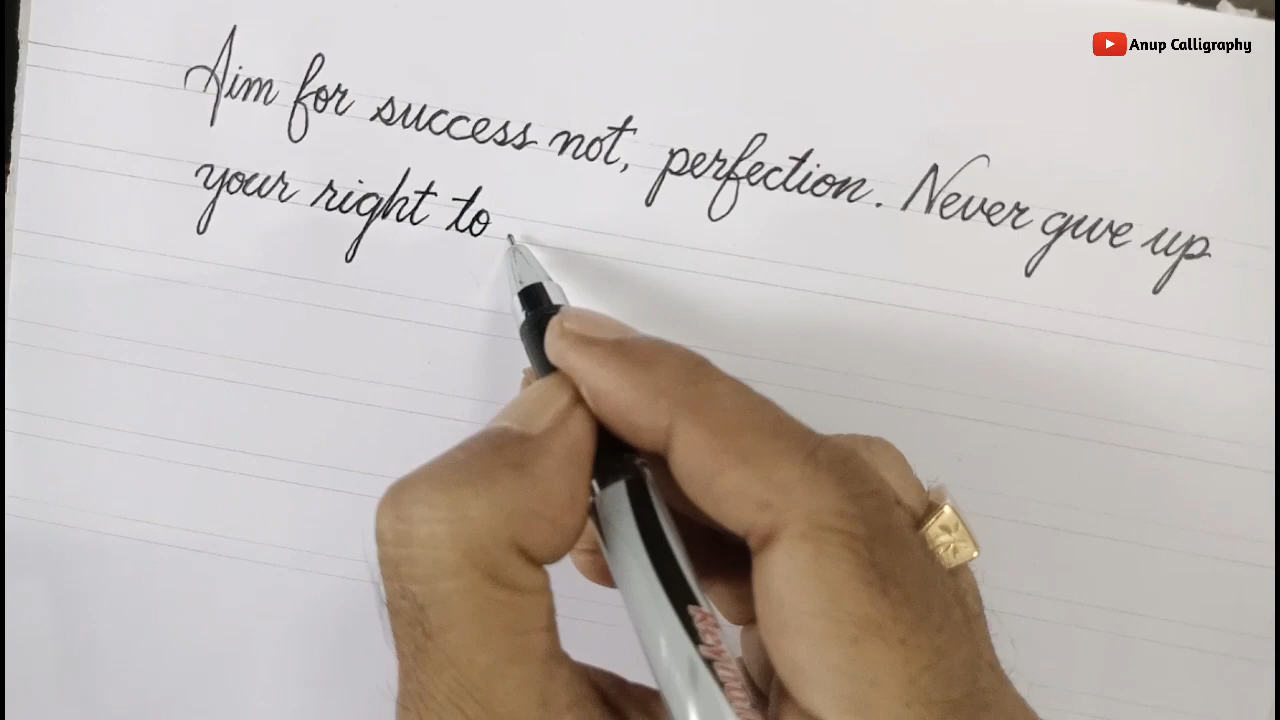 Anup Calligraphy
Aim for success not, perfection. Never give up
your right to